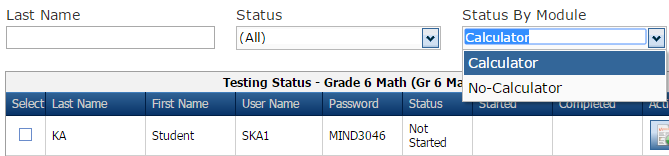 Last Name Status Status By Module
(All) Calculator
Calculator
No-Calculator
Testing Status - Grade 6 Math (Gr 6 Ma
Select Last Name First Name User Name Password Status Started Completed
KA Student SKA1 MIND3046 Not Started